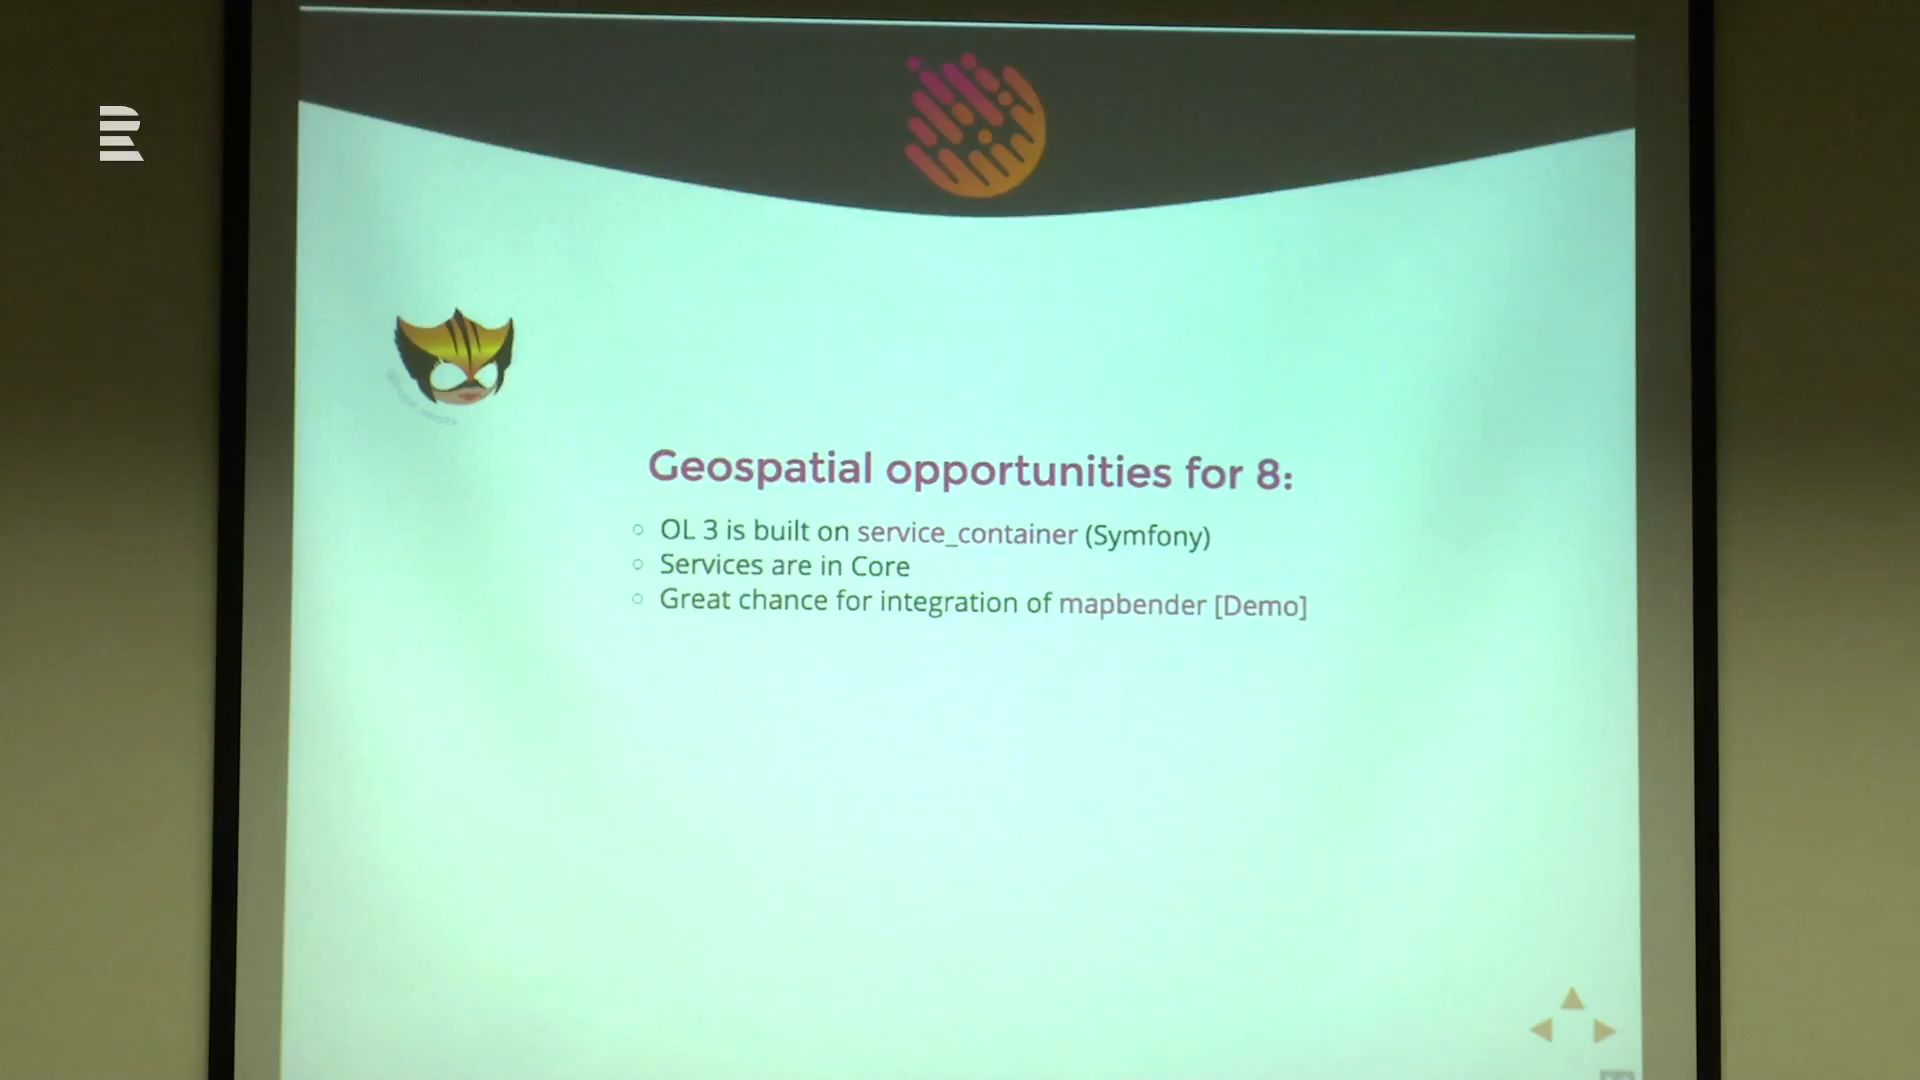 Geospatial opportunities for 8:
OL 3 is built on service_container (Symfony)
Services are in Core
Great chance for integration of mapbender [Demo]